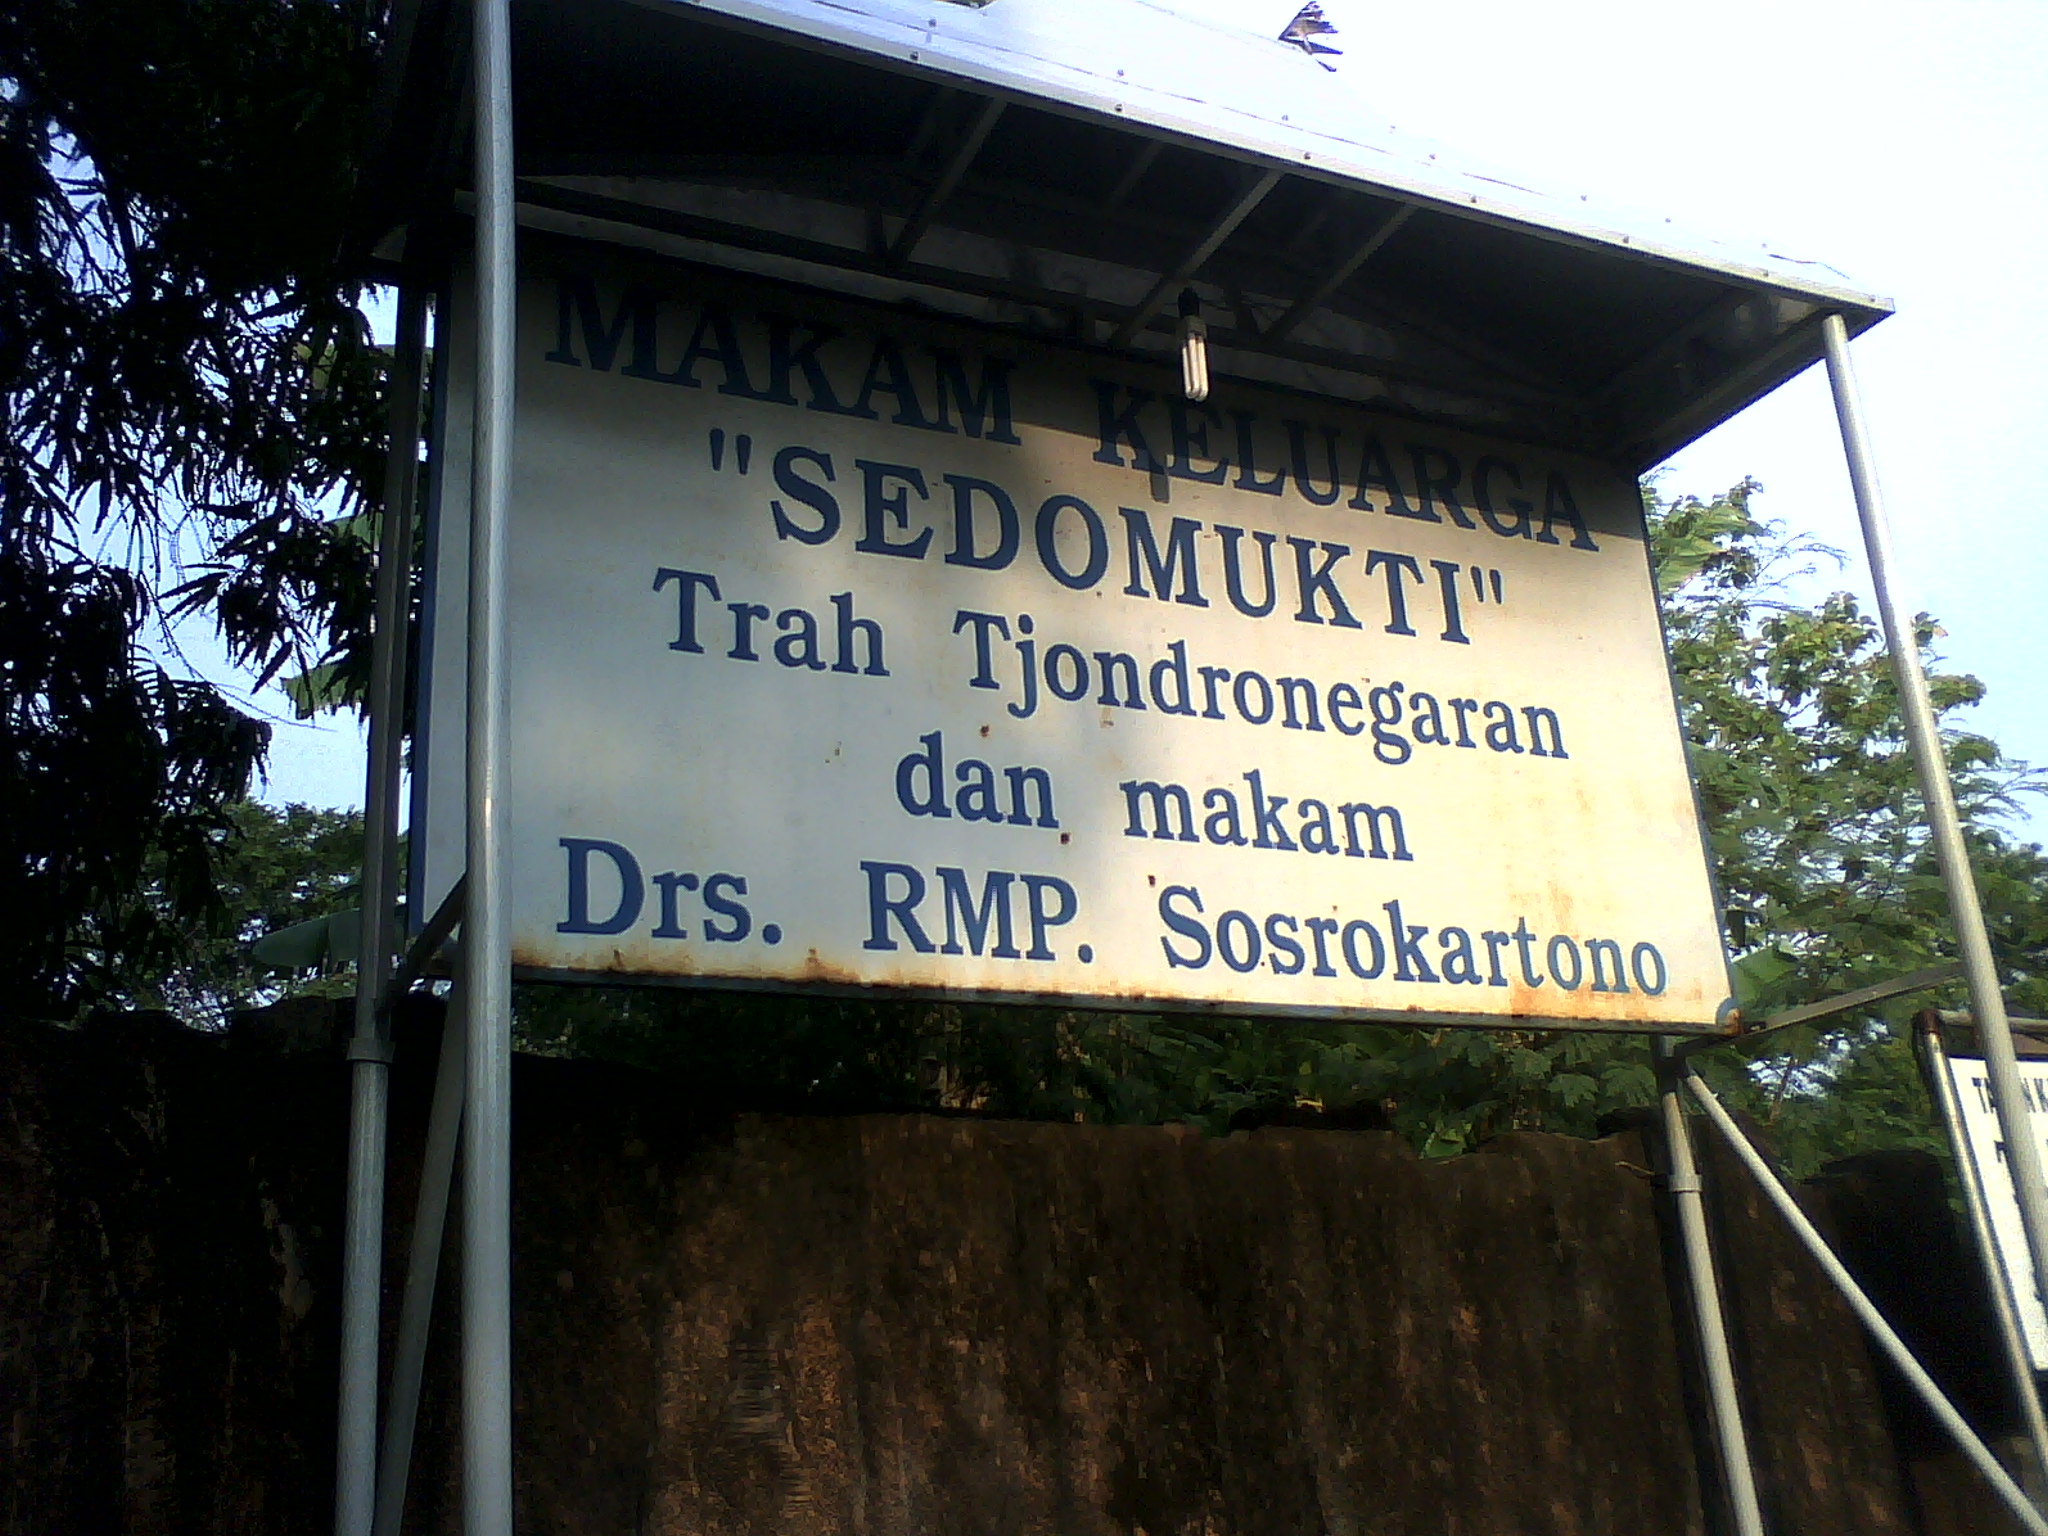 MAKAM KELUARGA
"SEDOMUKTI"
Trah Tjondronegaran
dan makam
Drs. RMP. Sosrokartono